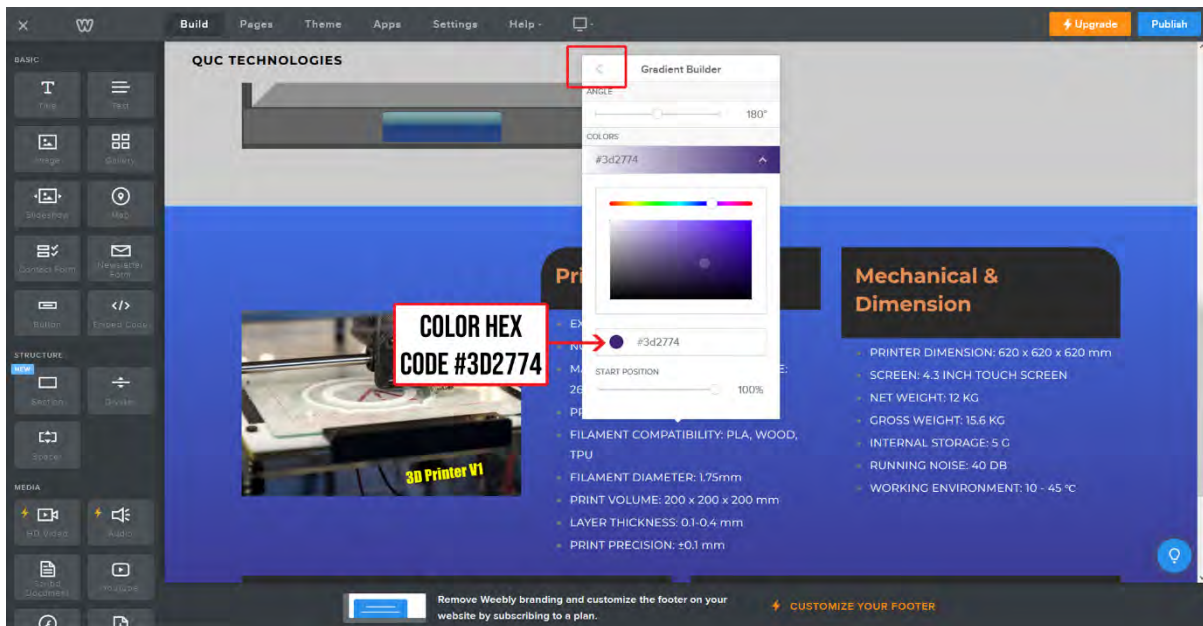 Build Pages Theme Apps Settings Help
Upgrade Publish
BASIC
Title Text
Image Gallery
Slideshow Map
Contact Form Newsletter Form
Button Embed Code
STRUCTURE
NEW
Section Divider
Spacer
MEDIA
HD Video Audio
Scribd Document Youtube
QUC TECHNOLOGIES
Gradient Builder
ANGLE
180°
COLORS
#3d2774
#3d2774
START POSITION
100%
COLOR HEX
CODE #3D2774
3D Printer V1
Pri
EX
26
FILAMENT COMPATIBILITY: PLA, WOOD,
TPU
FILAMENT DIAMETER: 1.75mm
PRINT VOLUME: 200 x 200 x 200 mm
LAYER THICKNESS: 0.1-0.4 mm
PRINT PRECISION: ±0.1 mm
Mechanical &
Dimension
PRINTER DIMENSION: 620 x 620 x 620 mm
SCREEN: 4.3 INCH TOUCH SCREEN
NET WEIGHT: 12 KG
GROSS WEIGHT: 15.6 KG
INTERNAL STORAGE: 5 G
RUNNING NOISE: 40 DB
WORKING ENVIRONMENT: 10 - 45 °C
Remove Weebly branding and customize the footer on your
website by subscribing to a plan.
CUSTOMIZE YOUR FOOTER